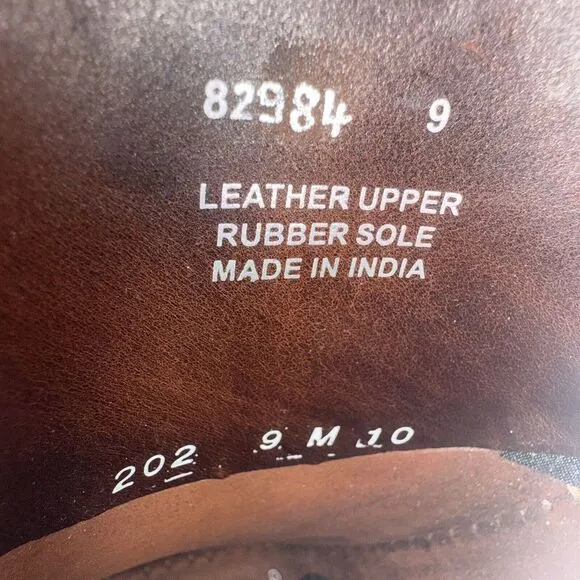 82984 9
LEATHER UPPER
RUBBER SOLE
MADE IN INDIA
202 9 M 10